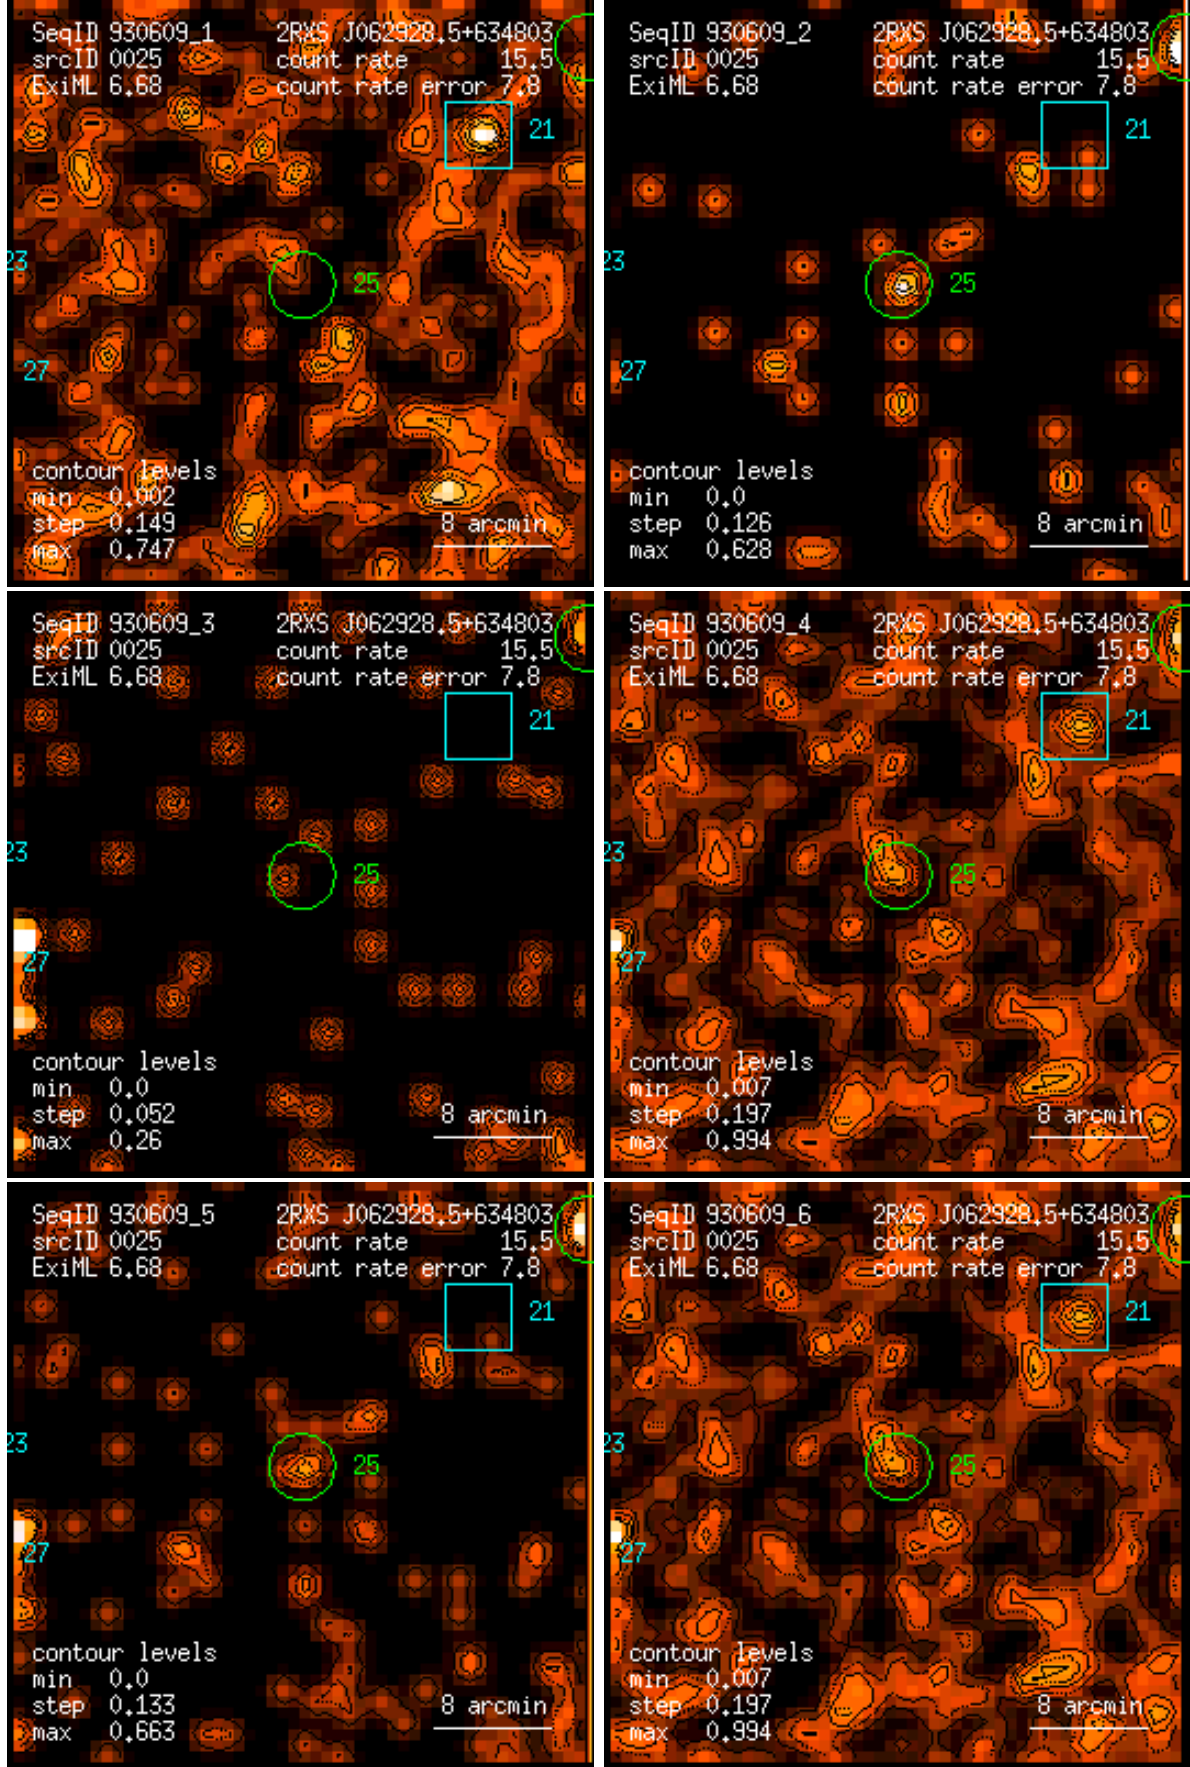 SeqID 930609_1 2RXS J062928.5+634803
srcID 0025 count rate 15.5
ExiML 6.68 count rate error 7.8
21
23
25
27
contour levels
min 0.002
step 0.149
max 0.747
8 arcmin
SeqID 930609_2 2RXS J062928.5+634803
srcID 0025 count rate 15.5
ExiML 6.68 count rate error 7.8
21
23
25
27
contour levels
min 0.0
step 0.126
max 0.628
8 arcmin
SeqID 930609_3 2RXS J062928.5+634803
srcID 0025 count rate 15.5
ExiML 6.68 count rate error 7.8
21
23
25
27
contour levels
min 0.0
step 0.052
max 0.26
8 arcmin
SeqID 930609_4 2RXS J062928.5+634803
srcID 0025 count rate 15.5
ExiML 6.68 count rate error 7.8
21
23
25
27
contour levels
min 0.007
step 0.197
max 0.994
8 arcmin
SeqID 930609_5 2RXS J062928.5+634803
srcID 0025 count rate 15.5
ExiML 6.68 count rate error 7.8
21
23
25
27
contour levels
min 0.0
step 0.133
max 0.663
8 arcmin
SeqID 930609_6 2RXS J062928.5+634803
srcID 0025 count rate 15.5
ExiML 6.68 count rate error 7.8
21
23
25
27
contour levels
min 0.007
step 0.197
max 0.994
8 arcmin